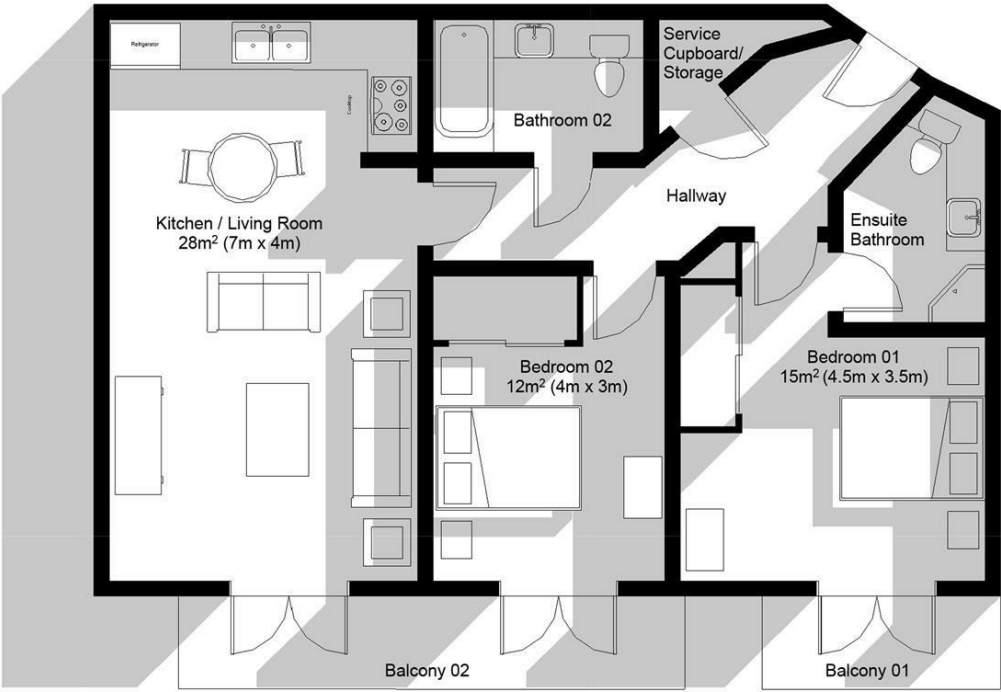 Refrigerator
Service
Cupboard/
Storage
Cooktop
Bathroom 02
Hallway
Kitchen / Living Room
28m² (7m x 4m)
Ensuite
Bathroom
Bedroom 02
12m² (4m x 3m)
Bedroom 01
15m² (4.5m x 3.5m)
Balcony 02
Balcony 01